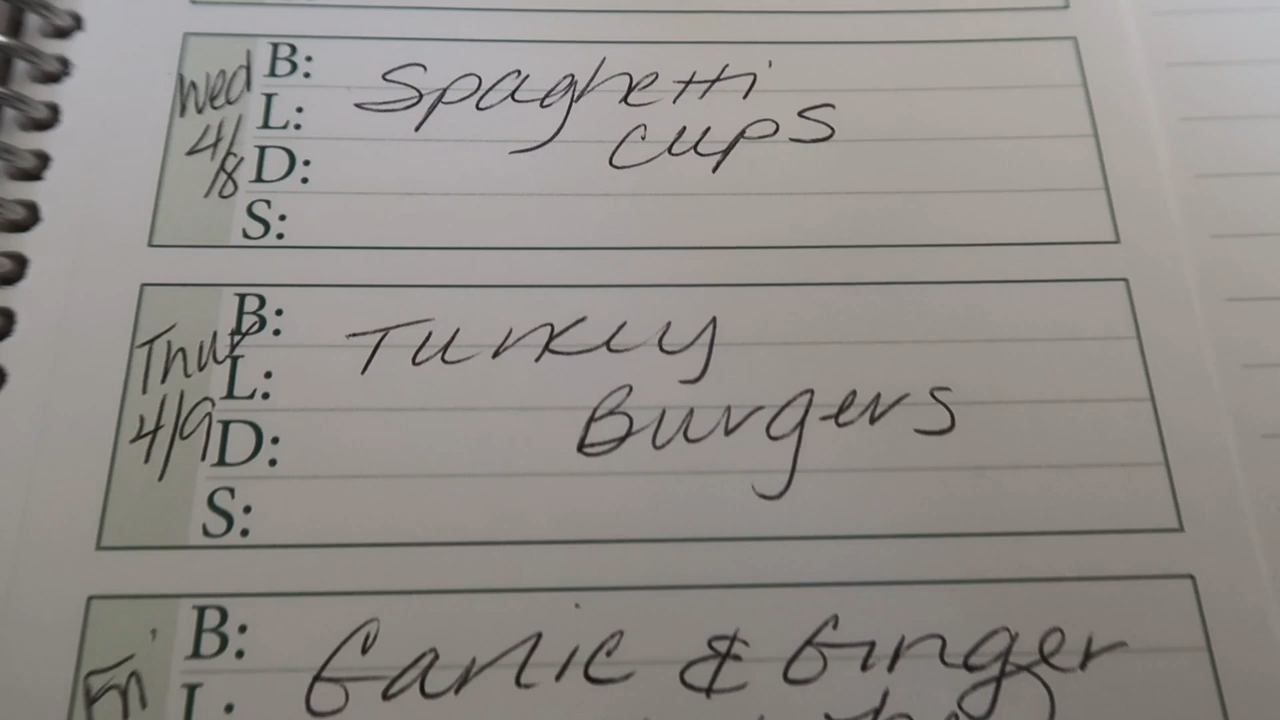 Wed B: Spaghetti
L: cups
4/8 D:
S:
Thur B: Turkey
L: Burgers
4/9 D:
S:
Fri B: Garlic & Ginger
L: